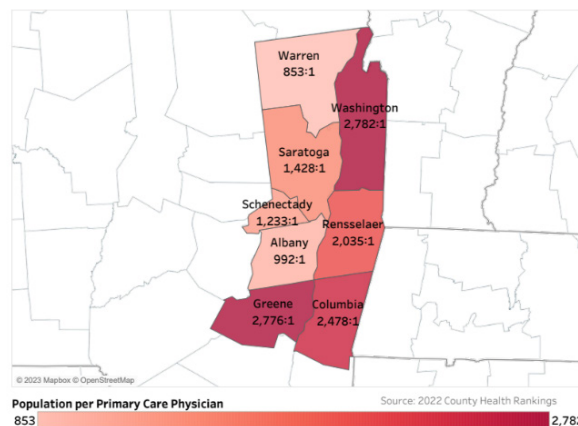 Warren
853:1
Washington
2,782:1
Saratoga
1,428:1
Schenectady
1,233:1
Rensselaer
2,035:1
Albany
992:1
Greene
2,776:1
Columbia
2,478:1
© 2023 Mapbox © OpenStreetMap
Population per Primary Care Physician
Source: 2022 County Health Rankings
853
2,782